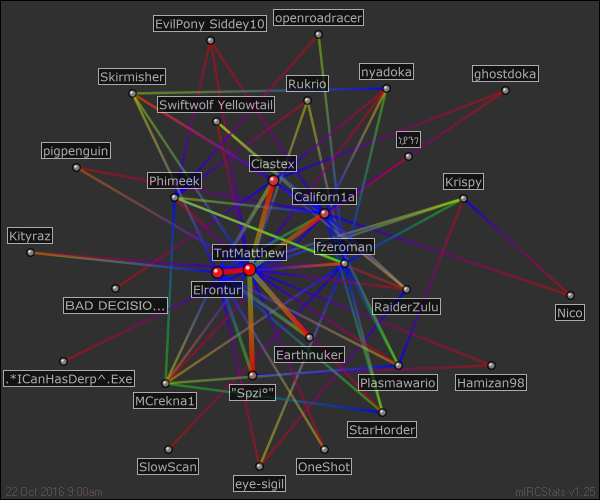 EvilPony Siddey10
openroadracer
Skirmisher
Rukrio
nyadoka
ghostdoka
Swiftwolf Yellowtail
pigpenguin
Clastex
Phimeek
Californ1a
Krispy
Kityraz
TntMatthew
fzeroman
Elrontur
BAD DECISIO...
RaiderZulu
Nico
Earthnuker
.*ICanHasDerp^.Exe
MCrekna1
"Spzi°"
Plasmawario
Hamizan98
StarHorder
SlowScan
eye-sigil
OneShot
22 Oct 2016 9:00am
mIRCStats v1.25